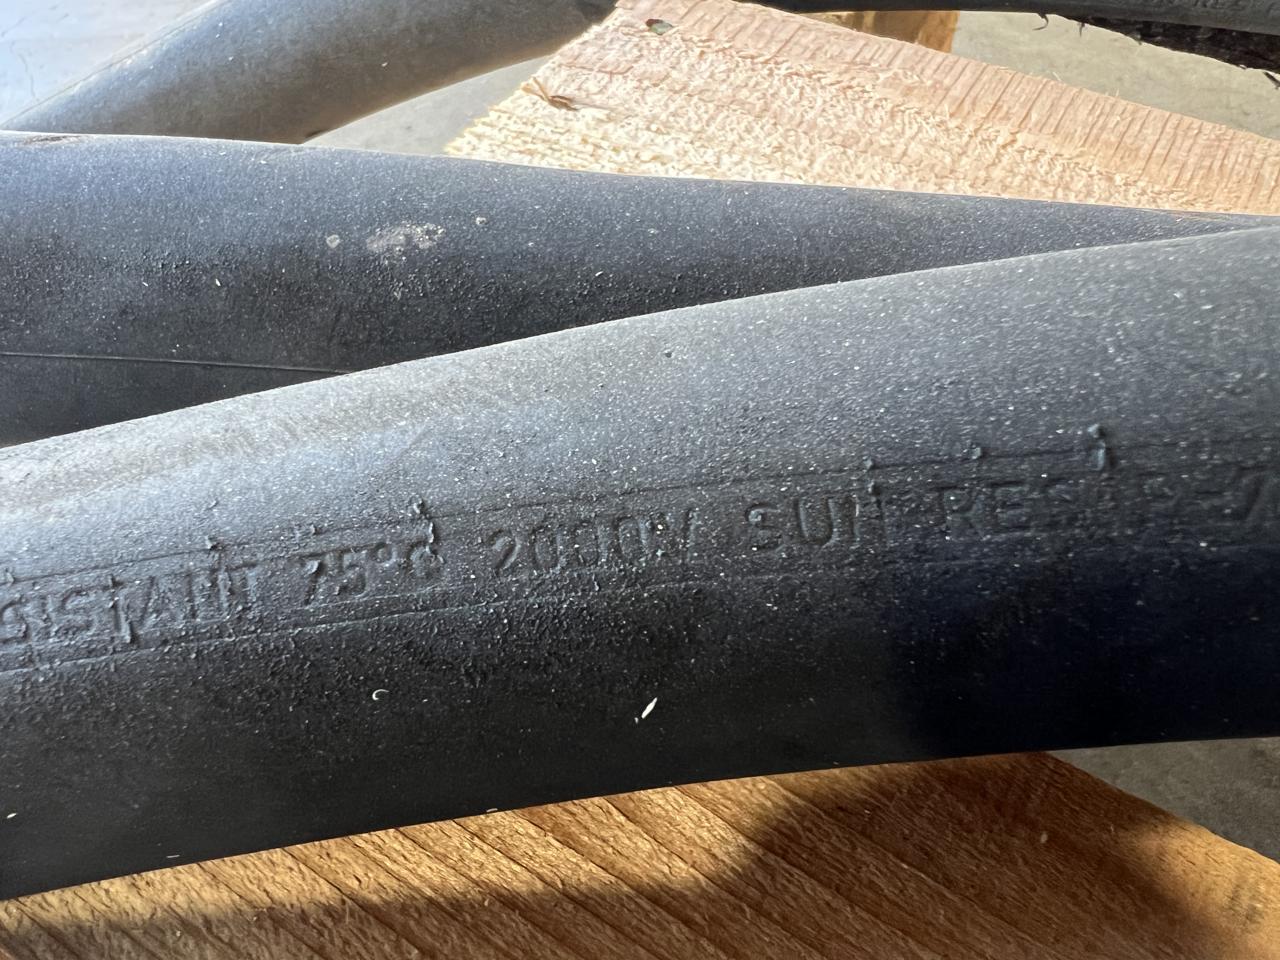 SISTANT 75°C 2000V SUN RES